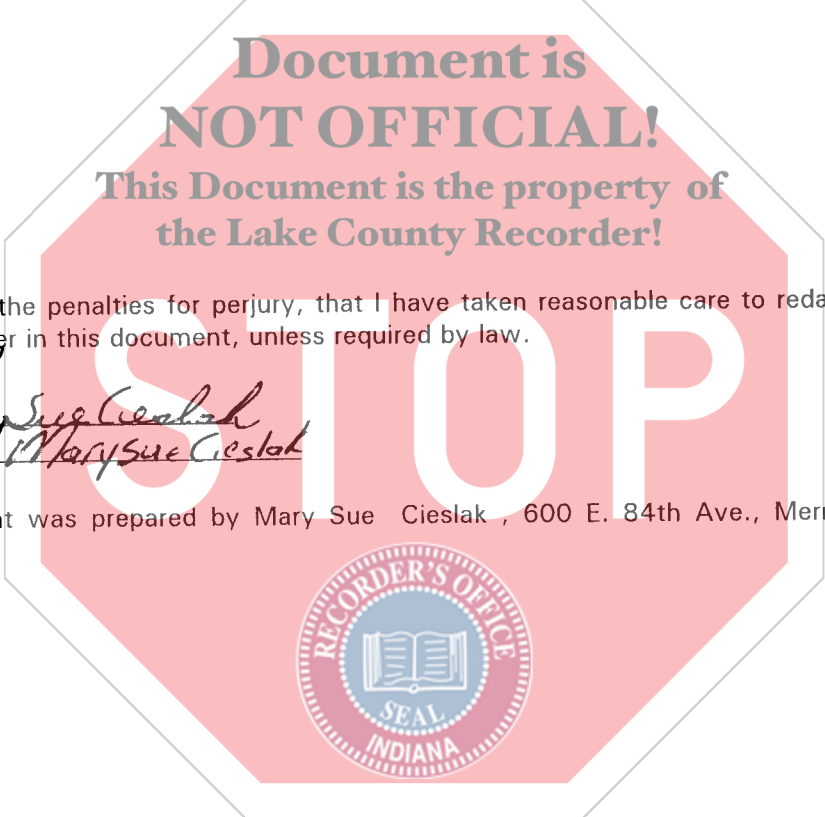 Document is
NOT OFFICIAL!
This Document is the property of
the Lake County Recorder!
the penalties for perjury, that I have taken reasonable care to reda
er in this document, unless required by law.
Sue Cieslak
Mary Sue Cieslak
nt was prepared by Mary Sue Cieslak , 600 E. 84th Ave., Merr
STOP
RECORDER'S OFFICE
SEAL
INDIANA